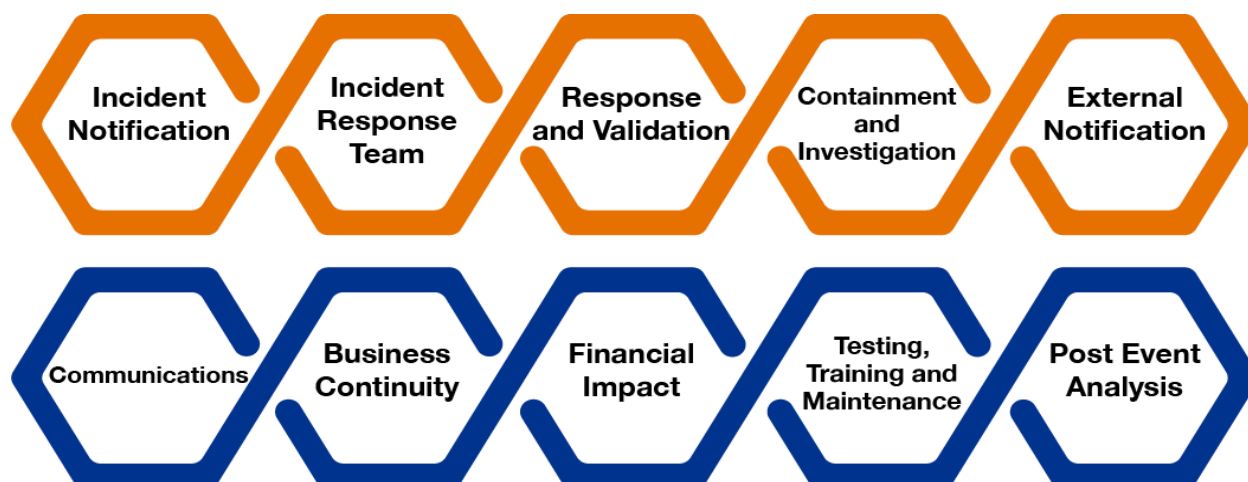 Incident
Notification
Incident
Response
Team
Response
and Validation
Containment
and
Investigation
External
Notification
Communications
Business
Continuity
Financial
Impact
Testing,
Training and
Maintenance
Post Event
Analysis